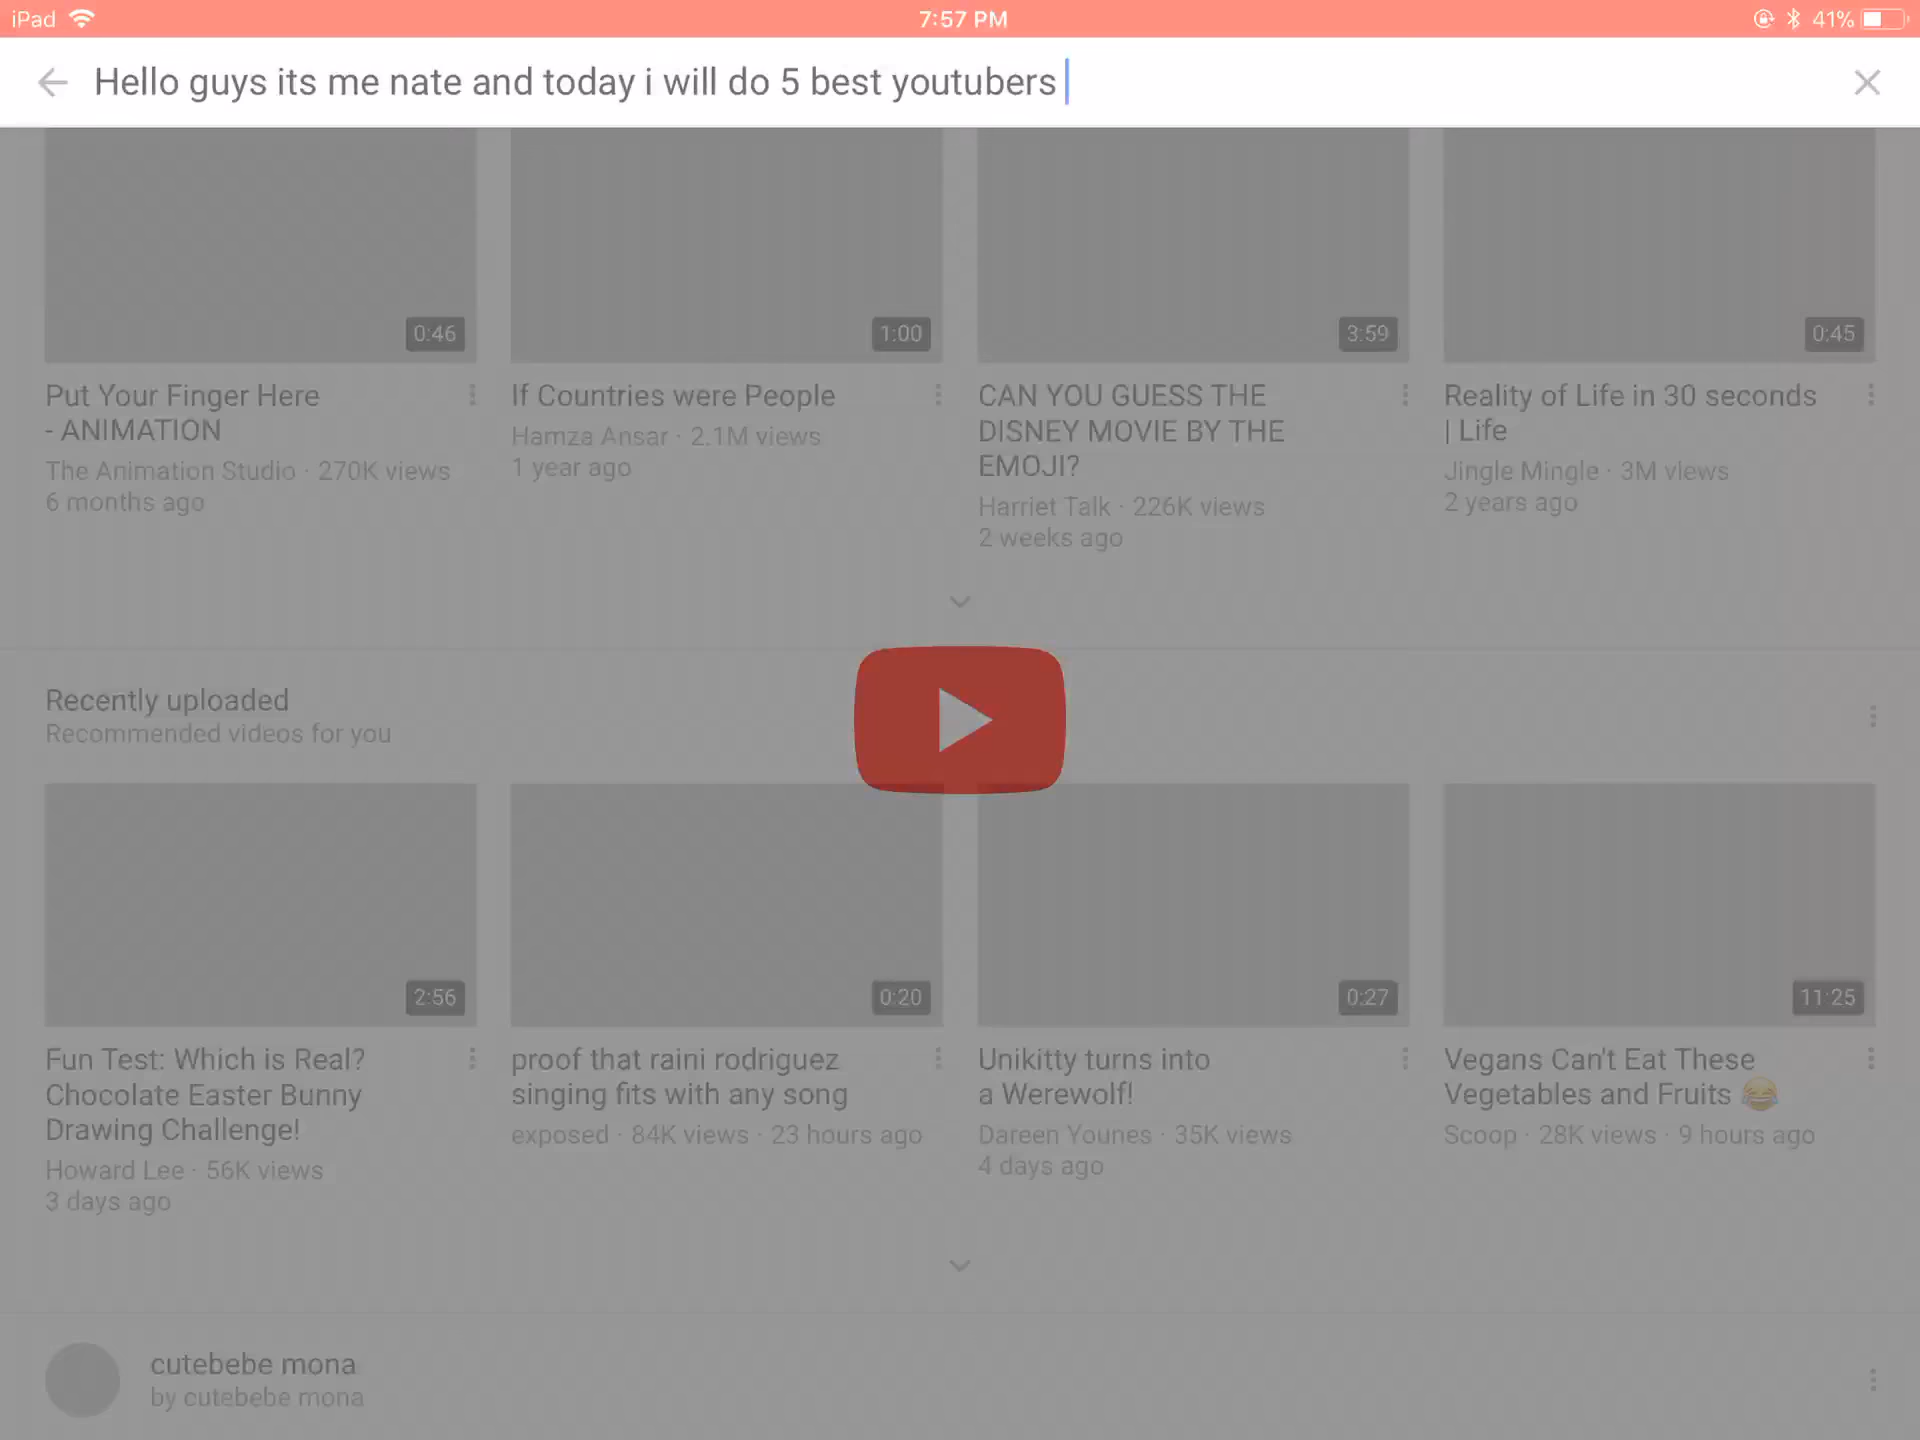 iPad
7:57 PM
41%
Hello guys its me nate and today i will do 5 best youtubers
0:46
1:00
3:59
0:45
Put Your Finger Here
- ANIMATION
The Animation Studio · 270K views
6 months ago
If Countries were People
Hamza Ansar · 2.1M views
1 year ago
CAN YOU GUESS THE
DISNEY MOVIE BY THE
EMOJI?
Harriet Talk · 226K views
2 weeks ago
Reality of Life in 30 seconds
| Life
Jingle Mingle · 3M views
2 years ago
Recently uploaded
Recommended videos for you
2:56
0:20
0:27
11:25
Fun Test: Which is Real?
Chocolate Easter Bunny
Drawing Challenge!
Howard Lee · 56K views
3 days ago
proof that raini rodriguez
singing fits with any song
exposed · 84K views · 23 hours ago
Unikitty turns into
a Werewolf!
Dareen Younes · 35K views
4 days ago
Vegans Can't Eat These
Vegetables and Fruits 😂
Scoop · 28K views · 9 hours ago
cutebebe mona
by cutebebe mona